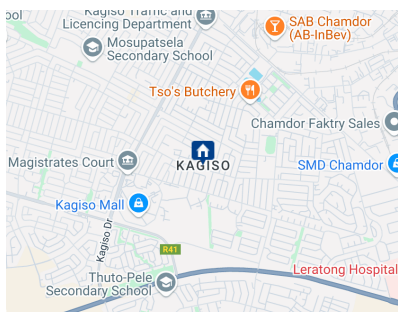 ool
Kagiso Traffic and
Licencing Department
SAB Chamdor
(AB-InBev)
Mosupatsela
Secondary School
Tso's Butchery
Chamdor Faktry Sales
Magistrates Court
KAGISO
SMD Chamdor
Kagiso Mall
Kagiso Dr
R41
Leratong Hospital
Thuto-Pele
Secondary School